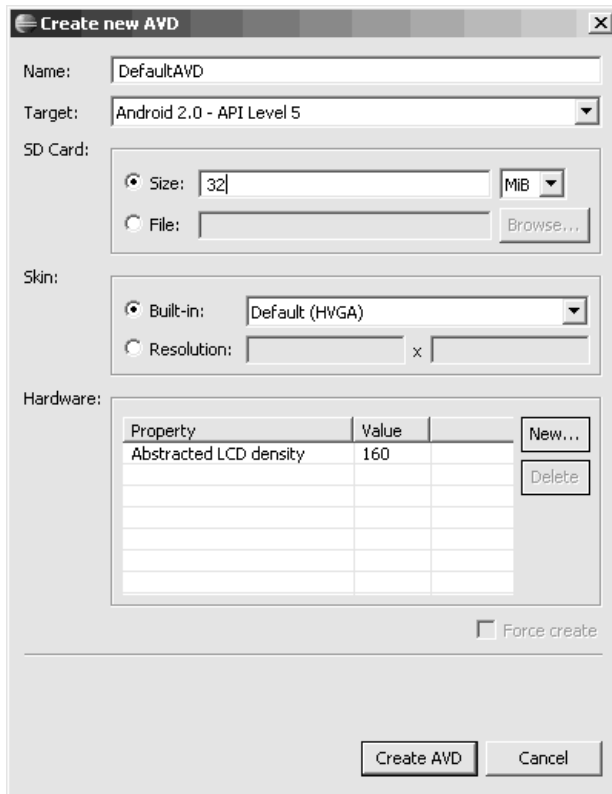 Create new AVD
Name: DefaultAVD
Target: Android 2.0 - API Level 5
SD Card:
Size: 32 MiB
File: Browse...
Skin:
Built-in: Default (HVGA)
Resolution: x
Hardware:
Property Value New...
Abstracted LCD density 160
Delete
Force create
Create AVD Cancel